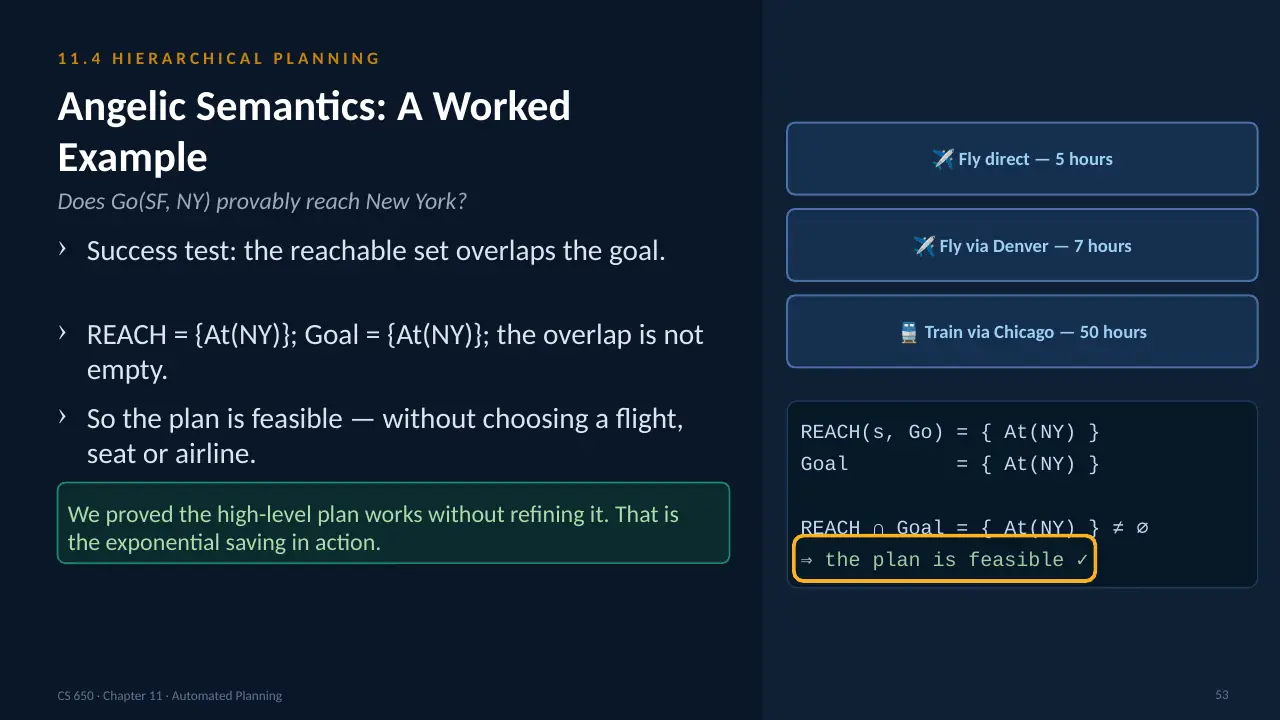 11.4 HIERARCHICAL PLANNING
Angelic Semantics: A Worked
Example
Does Go(SF, NY) provably reach New York?
› Success test: the reachable set overlaps the goal.
› REACH = {At(NY)}; Goal = {At(NY)}; the overlap is not
empty.
› So the plan is feasible — without choosing a flight,
seat or airline.
We proved the high-level plan works without refining it. That is
the exponential saving in action.
✈️ Fly direct — 5 hours
✈️ Fly via Denver — 7 hours
🚆 Train via Chicago — 50 hours
REACH(s, Go) = { At(NY) }
Goal         = { At(NY) }
REACH ∩ Goal = { At(NY) } ≠ ∅
⇒ the plan is feasible ✓
CS 650 · Chapter 11 · Automated Planning
53